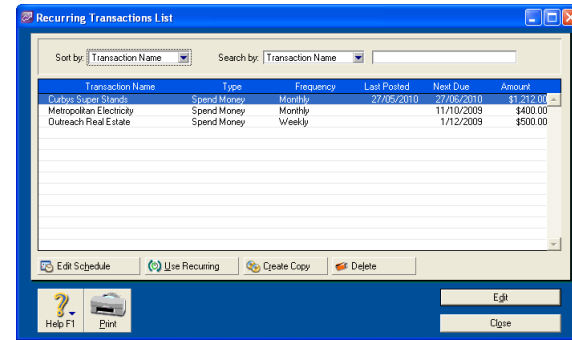 Recurring Transactions List
Sort by: Transaction Name Search by: Transaction Name
Transaction Name Type Frequency Last Posted Next Due Amount
Curbys Super Stands Spend Money Monthly 27/05/2010 27/06/2010 $1,212.00
Metropolitan Electricity Spend Money Monthly 11/10/2009 $400.00
Outreach Real Estate Spend Money Weekly 1/12/2009 $500.00
Edit Schedule Use Recurring Create Copy Delete
Help F1 Print
Edit
Close